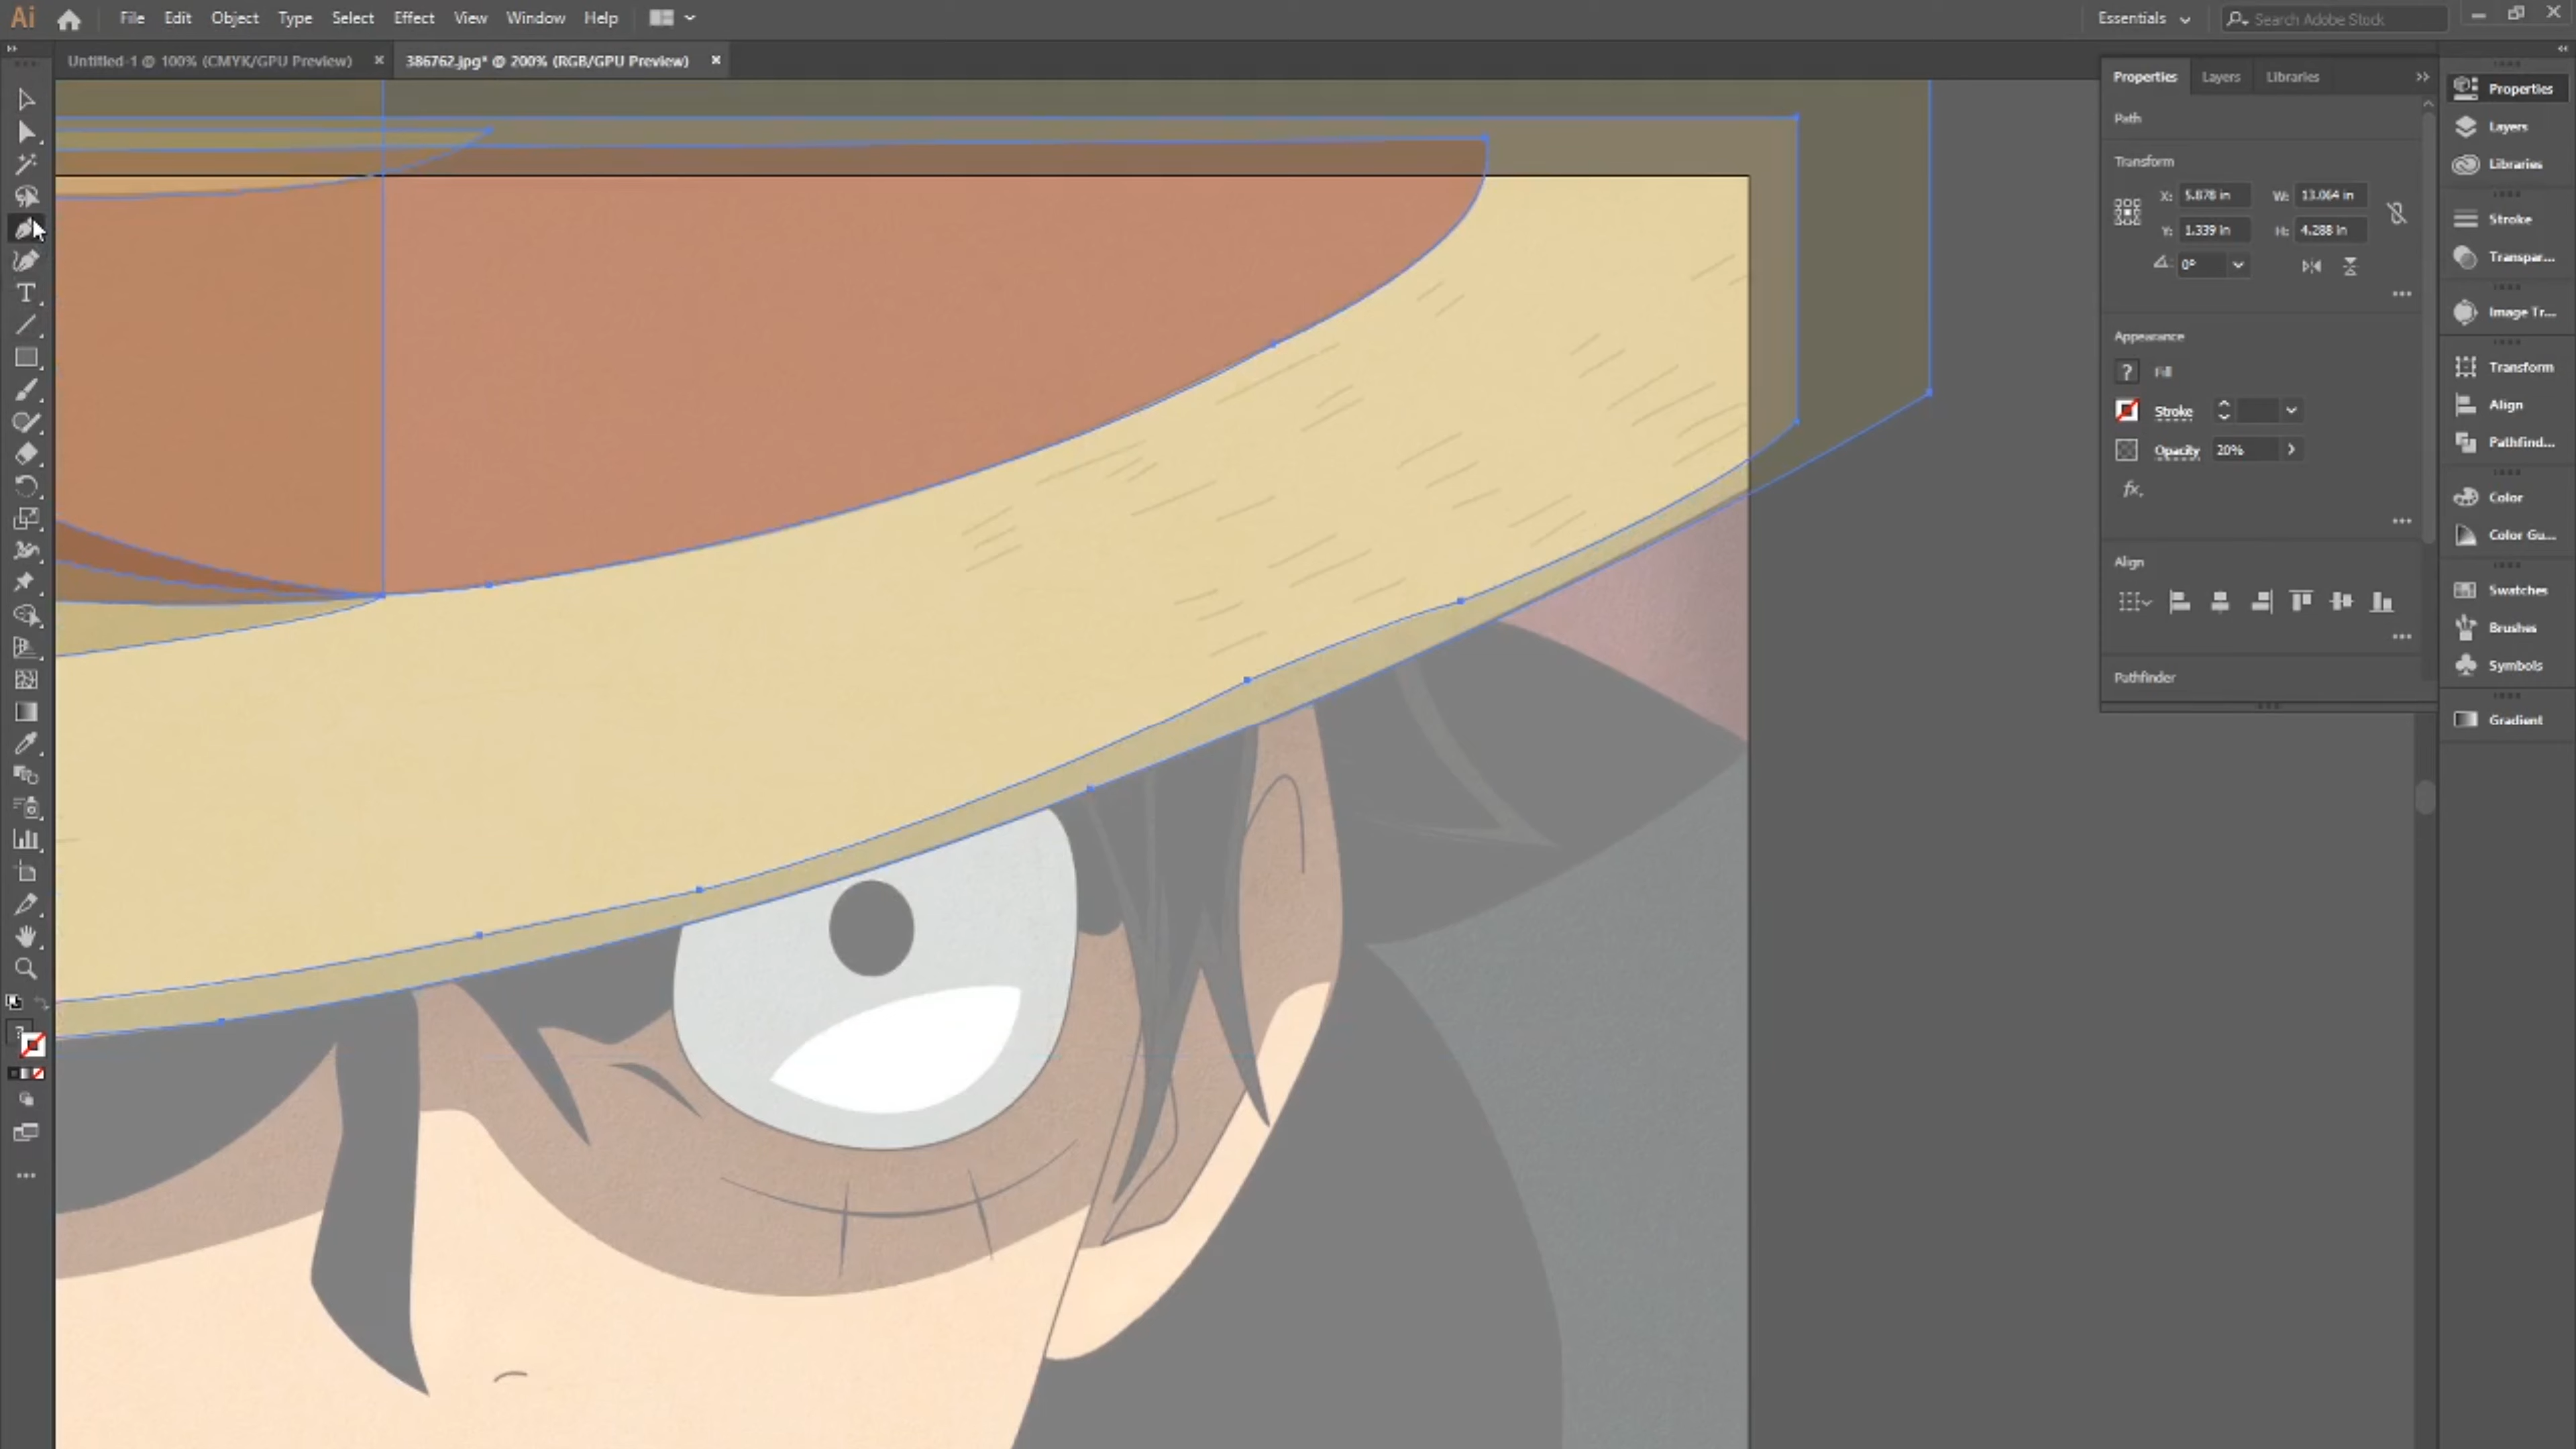 Ai File Edit Object Type Select Effect View Window Help Essentials Search Adobe Stock
Untitled-1 @ 100% (CMYK/GPU Preview) × 386762.jpg* @ 200% (RGB/GPU Preview) ×
Properties Layers Libraries
Path
Transform
X: 5.878 in W: 13.064 in
Y: 1.339 in H: 4.288 in
0°
Appearance
? Fill
Stroke
Opacity 20%
fx.
Align
Pathfinder
Properties
Layers
Libraries
Stroke
Transpar...
Image Tr...
Transform
Align
Pathfind...
Color
Color Gu...
Swatches
Brushes
Symbols
Gradient
T
?